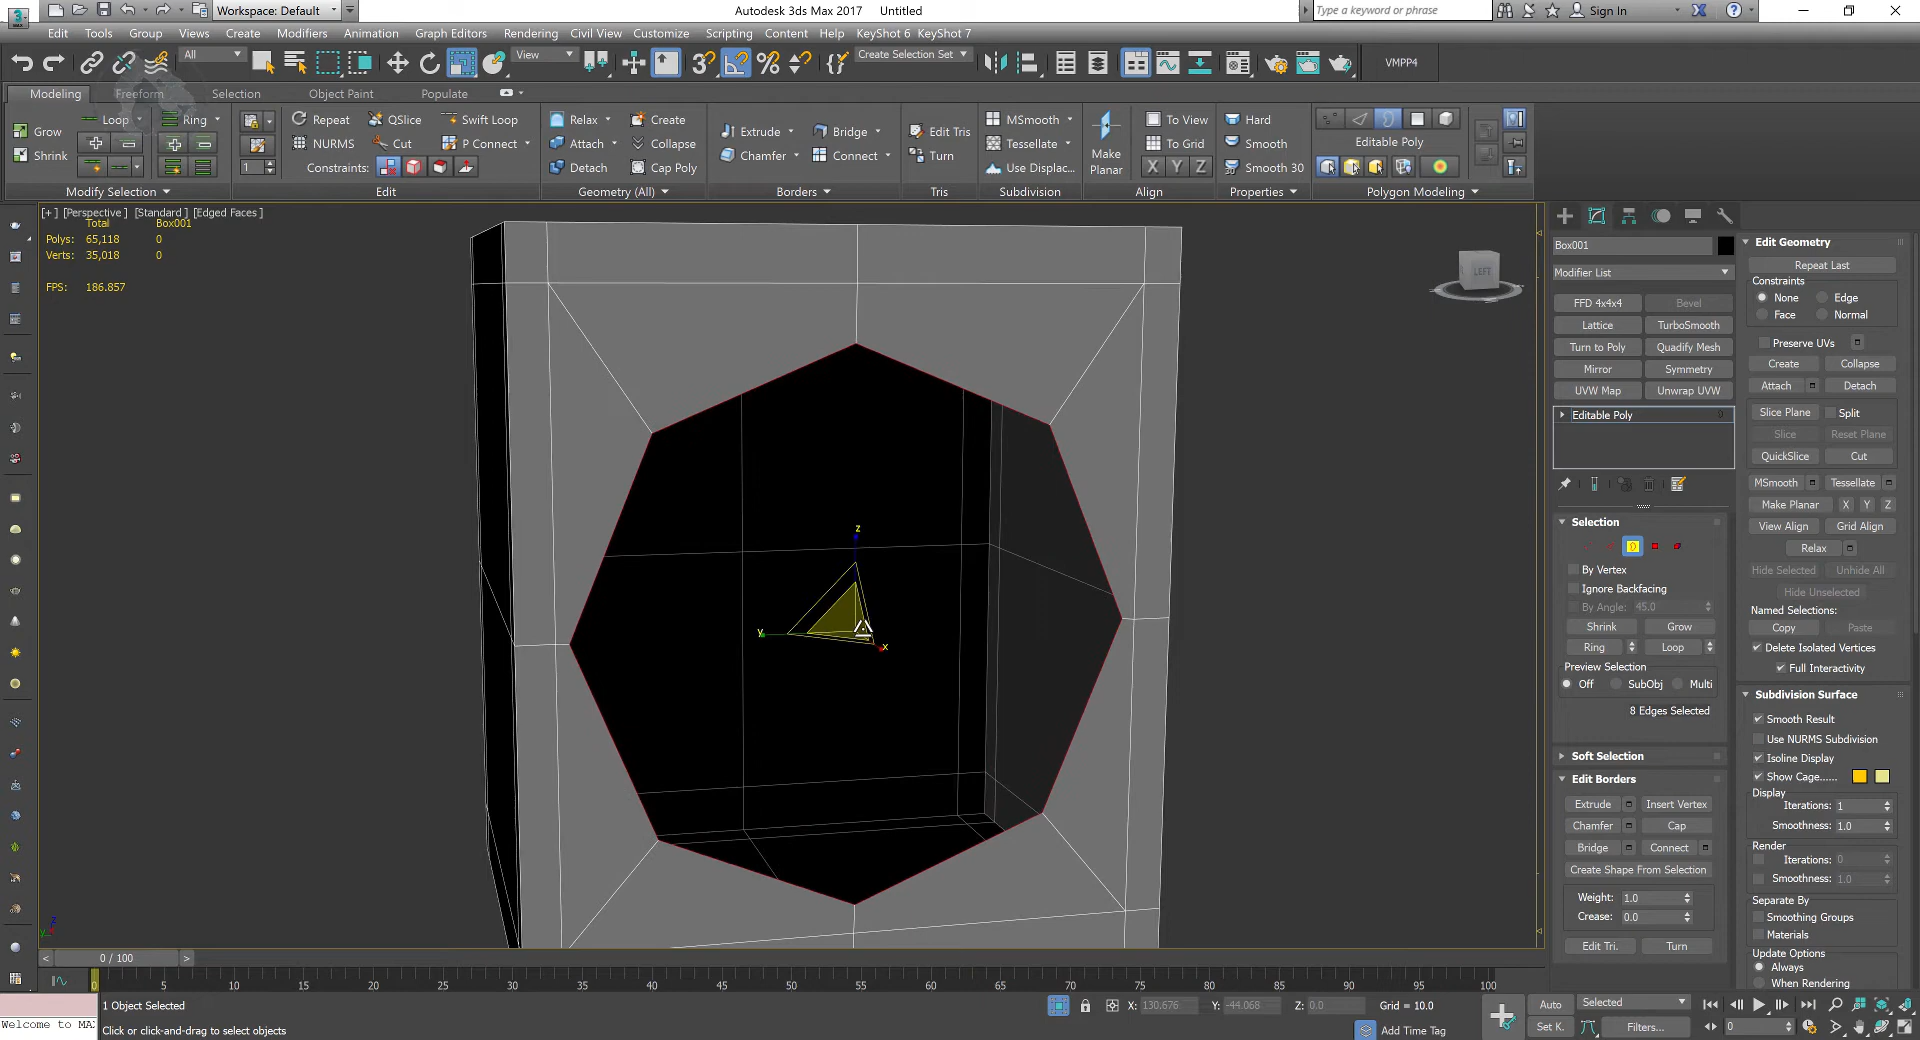 Workspace: Default
Autodesk 3ds Max 2017 Untitled
Type a keyword or phrase
Sign In
Edit Tools Group Views Create Modifiers Animation Graph Editors Rendering Civil View Customize Scripting Content Help KeyShot 6 KeyShot 7
All
View
Create Selection Set
VMPP4
Modeling Freeform Selection Object Paint Populate
Grow
Shrink
Loop
Ring
Modify Selection
Repeat
QSlice
Swift Loop
NURMS
Cut
P Connect
Constraints:
1
Edit
Relax
Create
Attach
Collapse
Detach
Cap Poly
Geometry (All)
Extrude
Bridge
Chamfer
Connect
Borders
Edit Tris
Turn
Tris
MSmooth
Tessellate
Use Displac...
Subdivision
Make
Planar
To View
To Grid
X Y Z
Align
Hard
Smooth
Smooth 30
Properties
Editable Poly
Polygon Modeling
[+] [Perspective] [Standard] [Edged Faces]
Total Box001
Polys: 65,118 0
Verts: 35,018 0
FPS: 186.857
LEFT
z
y
x
z
y
Box001
Modifier List
FFD 4x4x4 Bevel
Lattice TurboSmooth
Turn to Poly Quadify Mesh
Mirror Symmetry
UVW Map Unwrap UVW
Editable Poly
Selection
By Vertex
Ignore Backfacing
By Angle: 45.0
Shrink Grow
Ring Loop
Preview Selection
Off SubObj Multi
8 Edges Selected
Soft Selection
Edit Borders
Extrude Insert Vertex
Chamfer Cap
Bridge Connect
Create Shape From Selection
Weight: 1.0
Crease: 0.0
Edit Tri. Turn
Edit Geometry
Repeat Last
Constraints
None Edge
Face Normal
Preserve UVs
Create Collapse
Attach Detach
Slice Plane Split
Slice Reset Plane
QuickSlice Cut
MSmooth Tessellate
Make Planar X Y Z
View Align Grid Align
Relax
Hide Selected Unhide All
Hide Unselected
Named Selections:
Copy Paste
Delete Isolated Vertices
Full Interactivity
Subdivision Surface
Smooth Result
Use NURMS Subdivision
Isoline Display
Show Cage......
Display
Iterations: 1
Smoothness: 1.0
Render
Iterations: 0
Smoothness: 1.0
Separate By
Smoothing Groups
Materials
Update Options
Always
When Rendering
< 0 / 100 >
0 5 10 15 20 25 30 35 40 45 50 55 60 65 70 75 80 85 90 95 100
1 Object Selected
X: 130.676 Y: -44.068 Z: 0.0 Grid = 10.0
Auto Selected
Welcome to MAX
Click or click-and-drag to select objects
Add Time Tag
Set K. Filters... 0